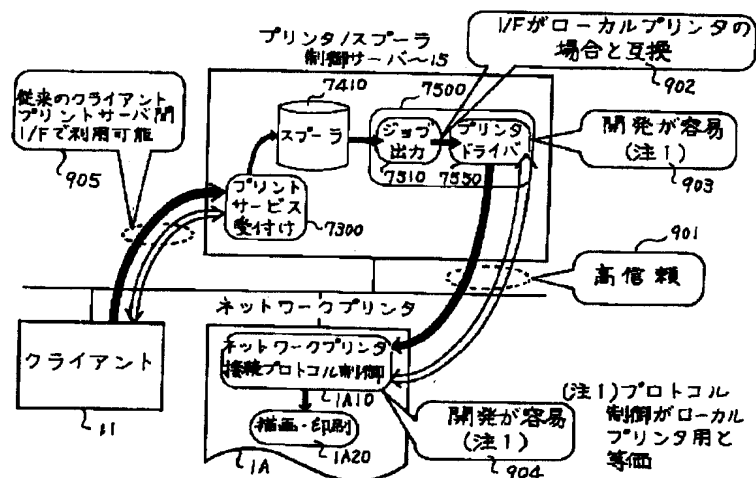 プリンタ/スプーラ
制御サーバ~15
I/Fがローカルプリンタの
場合と互換
902
従来のクライアント
プリントサーバ間
I/Fで利用可能
905
7410
7500
スプーラ
ジョブ
出力
7510
プリンタ
ドライバ
7550
開発が容易
(注1)
903
プリント
サービス
受付け
7300
901
高信頼
ネットワークプリンタ
クライアント
11
ネットワークプリンタ
接続プロトコル制御
1A10
描画・印刷
1A20
1A
開発が容易
(注1)
904
(注1)プロトコル
制御がローカル
プリンタ用と
等価